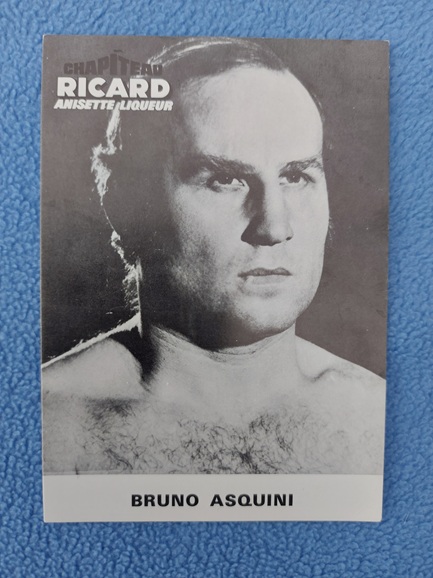 CHAPITEAU
RICARD
ANISETTE LIQUEUR
BRUNO ASQUINI